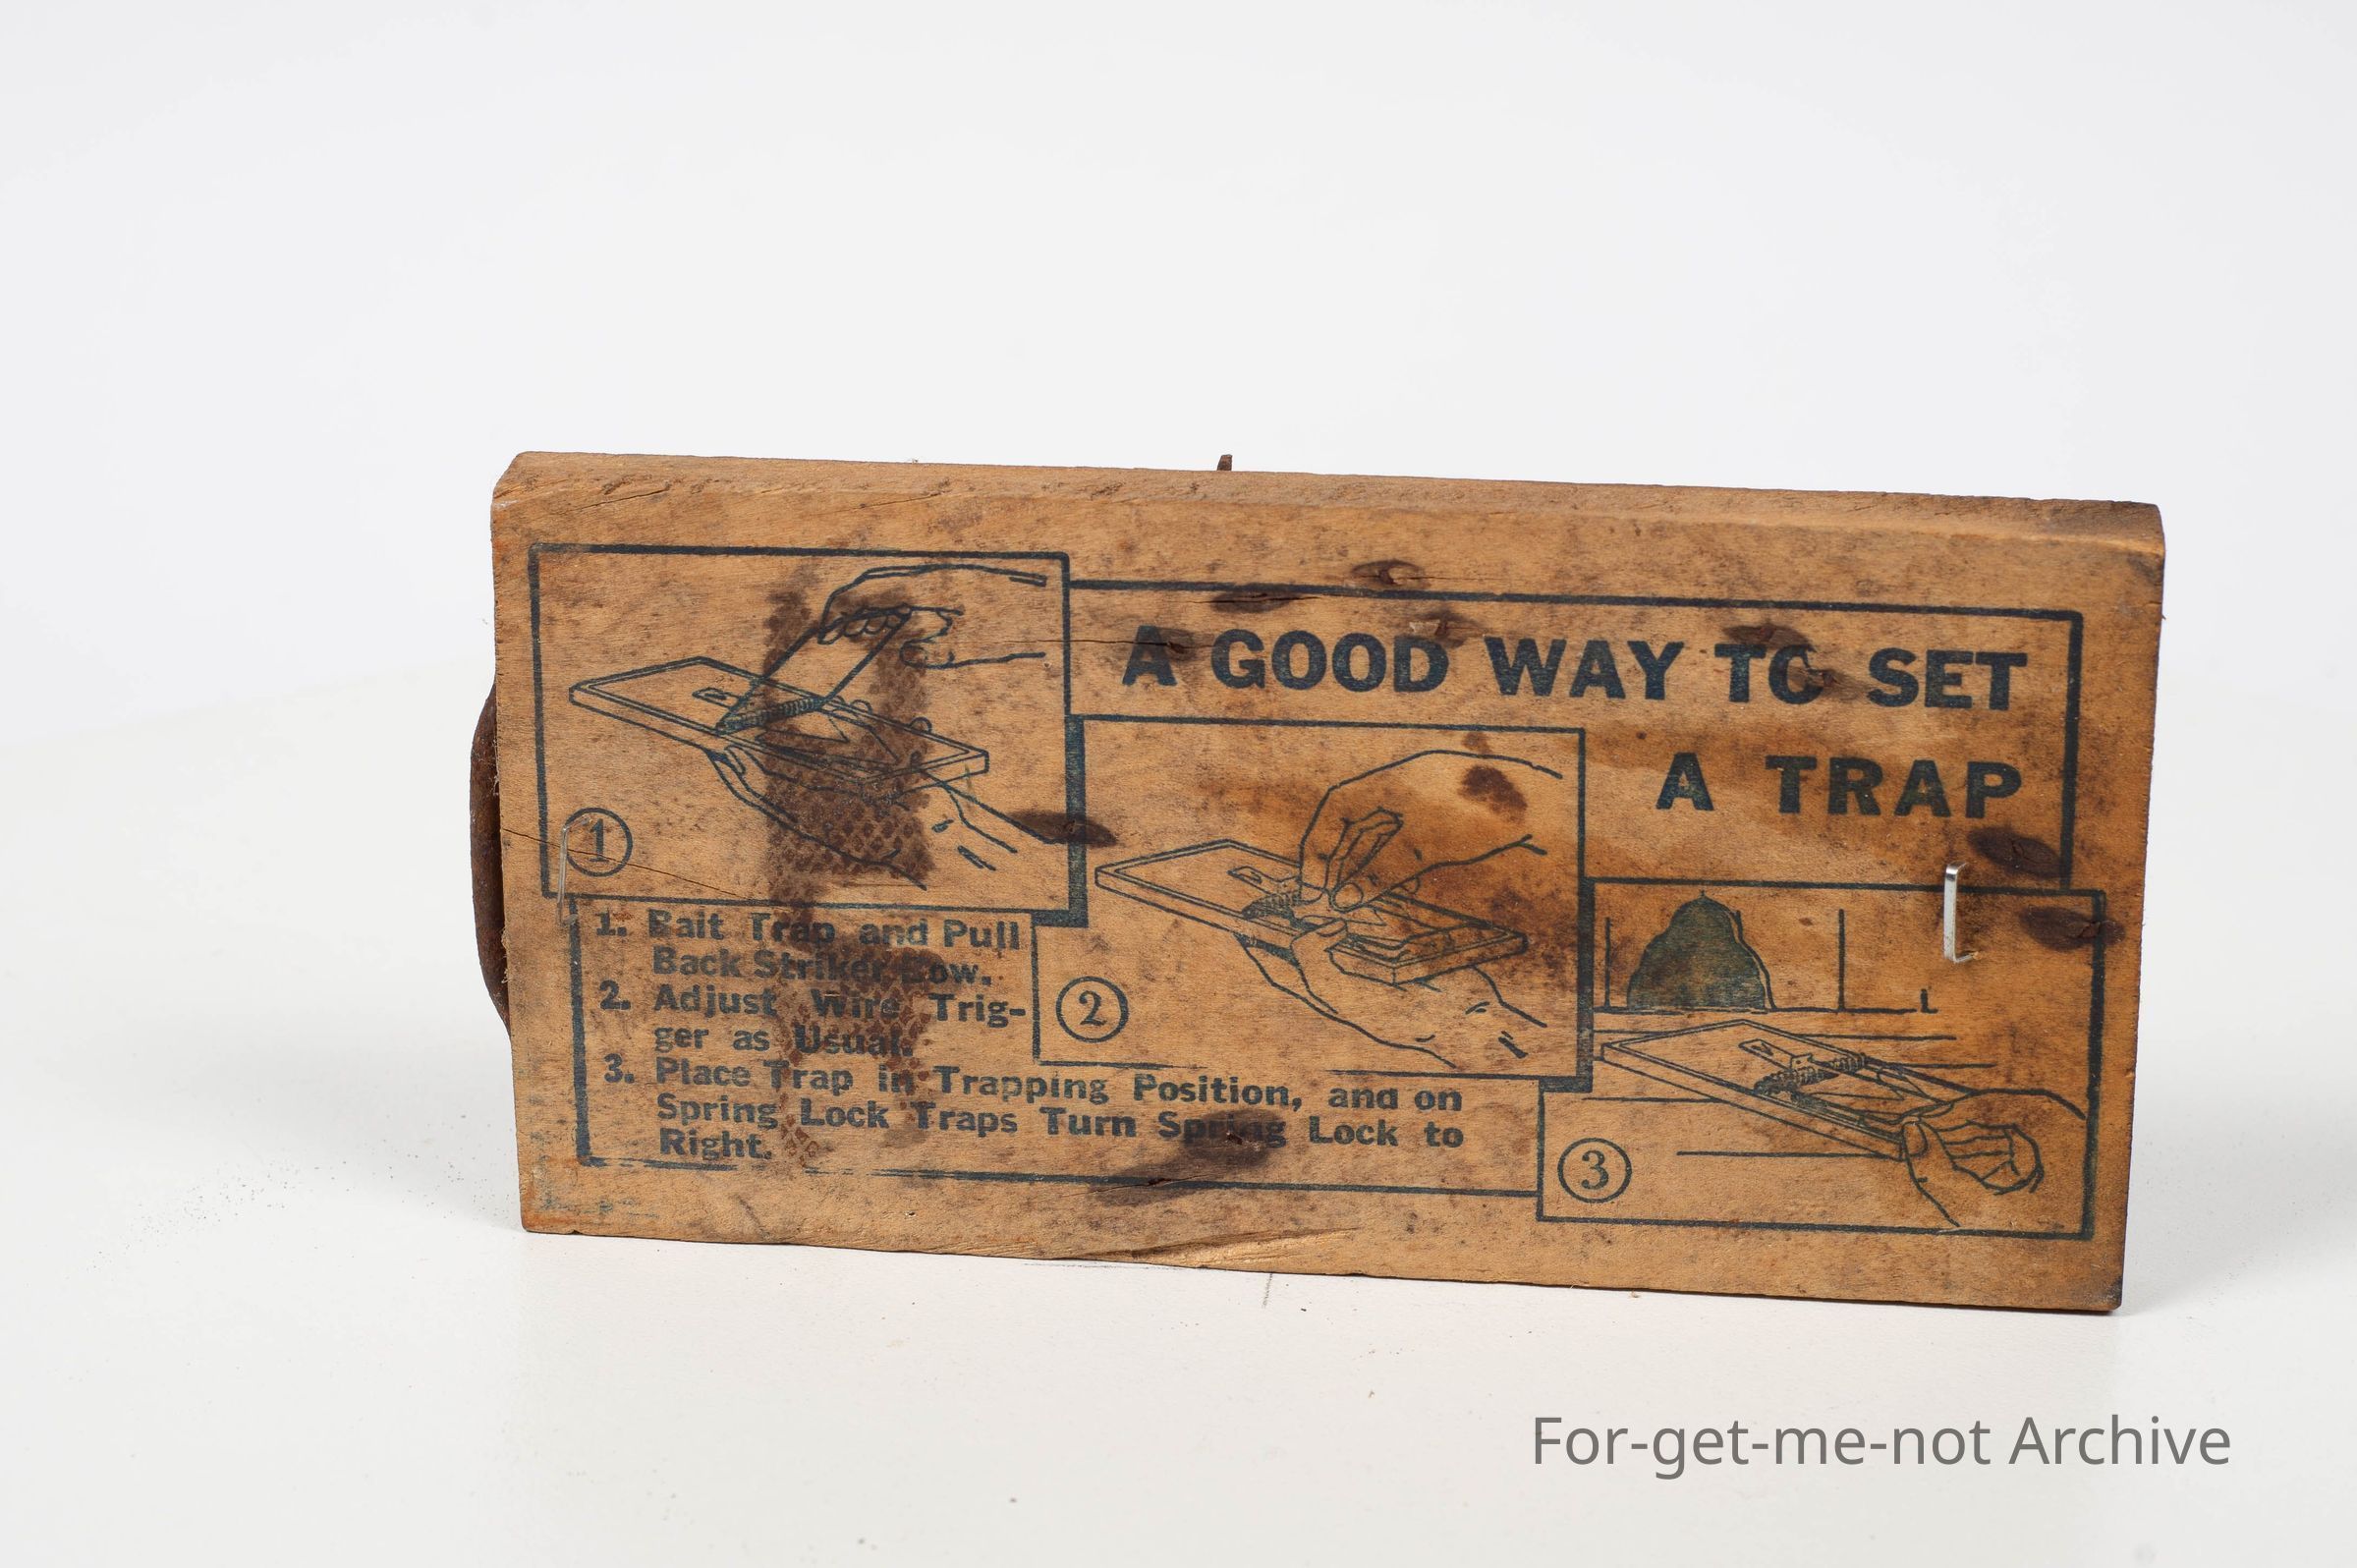 A GOOD WAY TO SET
A TRAP
1
2
3
1. Bait Trap and Pull
Back Striker Bow.
2. Adjust Wire Trig-
ger as Usual.
3. Place Trap in Trapping Position, and on
Spring Lock Traps Turn Spring Lock to
Right.
For-get-me-not Archive